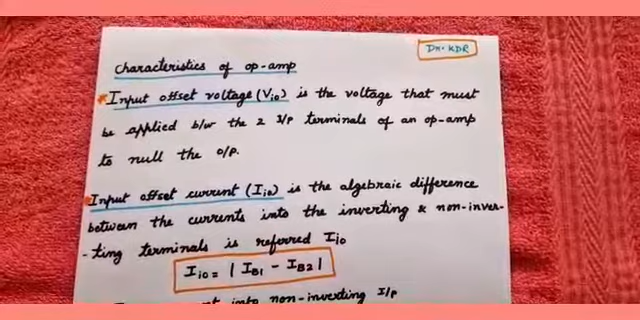 Dr. KDR
characteristics of op-amp
Input offset voltage (Vio) is the voltage that must
be applied b/w the 2 I/P terminals of an op-amp
to null the o/p.
Input offset current (Iio) is the algebraic difference
between the currents into the inverting & non-inver-
-ting terminals is referred Iio
Iio = | IB1 - IB2 |
into non-inverting I/P